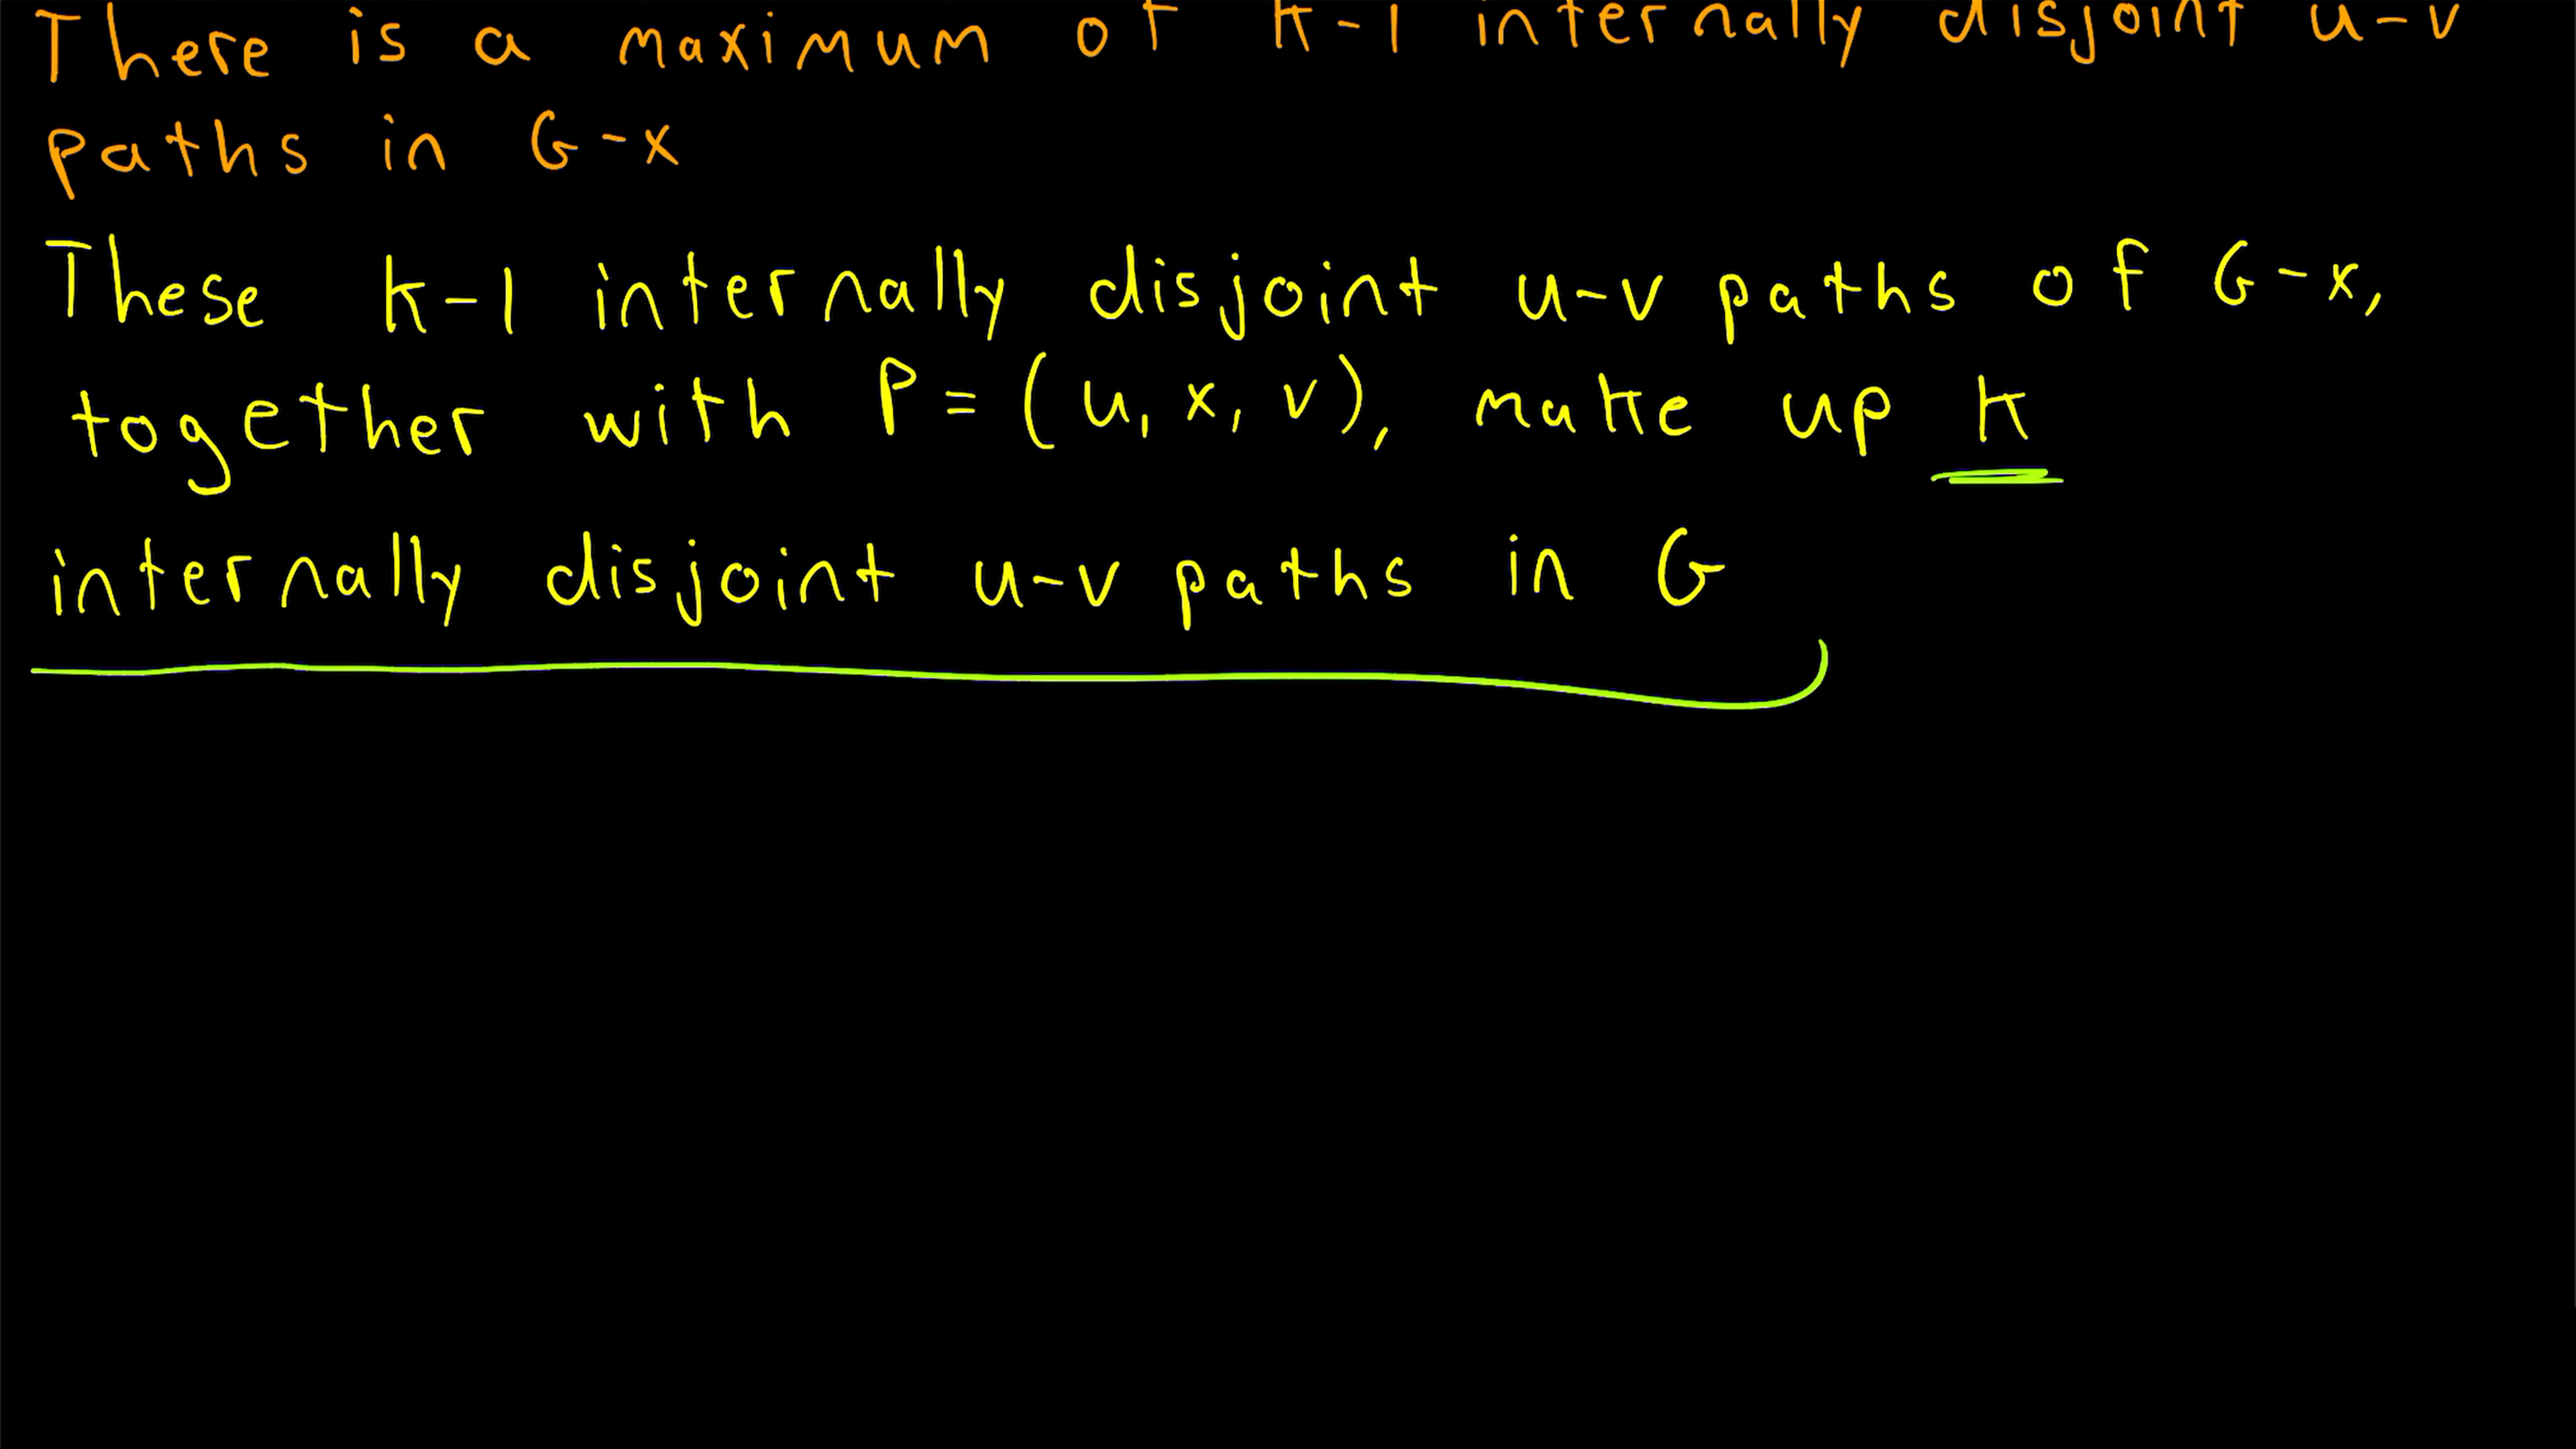 There is a maximum of k-1 internally disjoint u-v
paths in G-x
These k-1 internally disjoint u-v paths of G-x,
together with P = (u, x, v), make up k
internally disjoint u-v paths in G